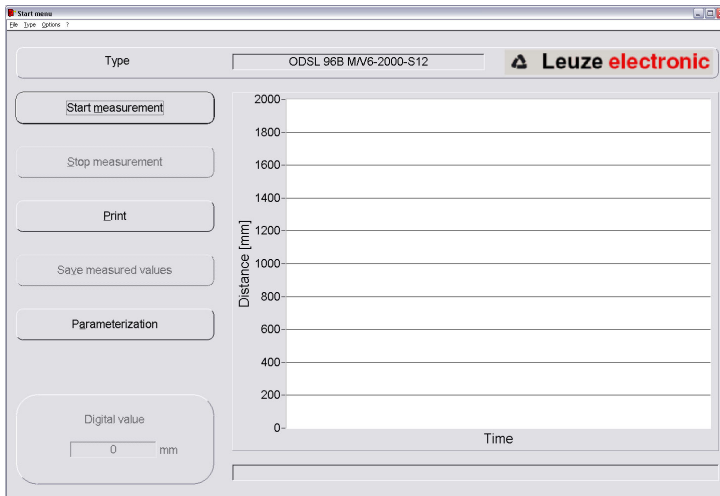 Start menu
File Type Options ?
Type
ODSL 96B M/V6-2000-S12
Leuze electronic
Start measurement
Stop measurement
Print
Save measured values
Parameterization
Digital value
0 mm
Distance [mm]
2000
1800
1600
1400
1200
1000
800
600
400
200
0
Time